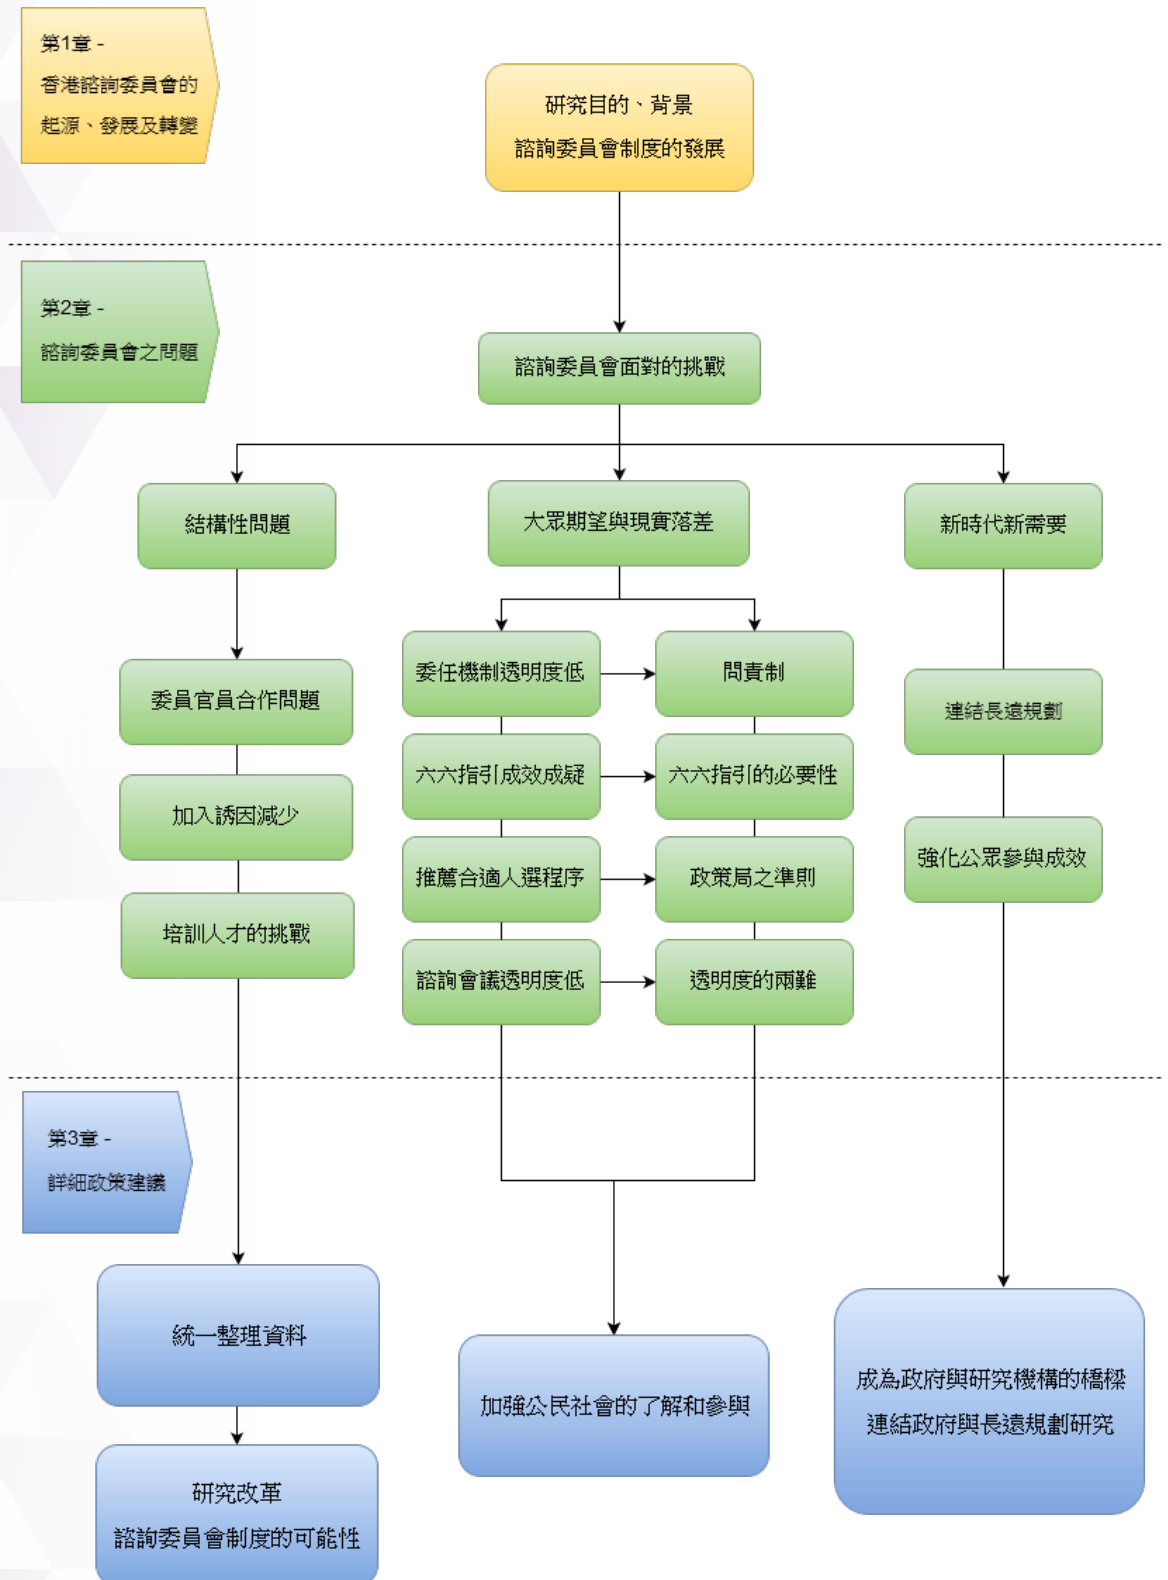 第1章 -
香港諮詢委員會的
起源、發展及轉變
研究目的、背景
諮詢委員會制度的發展
第2章 -
諮詢委員會之問題
諮詢委員會面對的挑戰
結構性問題
大眾期望與現實落差
新時代新需要
委員官員合作問題
加入誘因減少
培訓人才的挑戰
委任機制透明度低
問責制
六六指引成效成疑
六六指引的必要性
推薦合適人選程序
政策局之準則
諮詢會議透明度低
透明度的兩難
連結長遠規劃
強化公眾參與成效
第3章 -
詳細政策建議
統一整理資料
研究改革
諮詢委員會制度的可能性
加強公民社會的了解和參與
成為政府與研究機構的橋樑
連結政府與長遠規劃研究